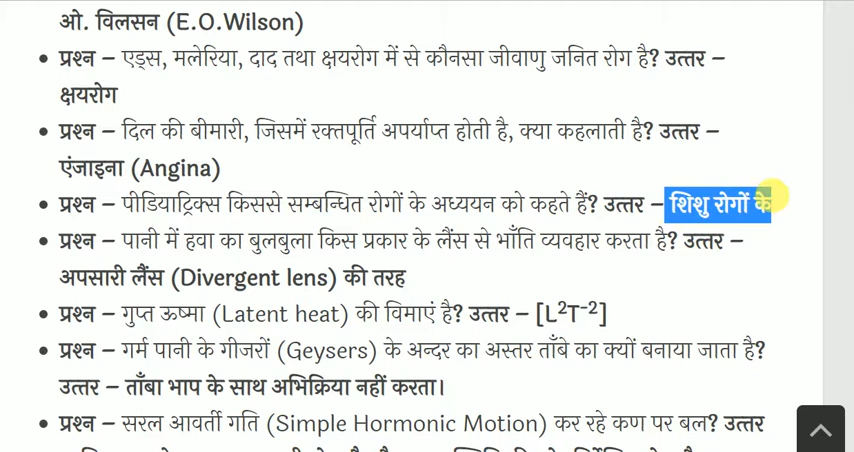 ओ. विलसन (E.O.Wilson)
प्रश्न – एड्स, मलेरिया, दाद तथा क्षयरोग में से कौनसा जीवाणु जनित रोग है? उत्तर –
क्षयरोग
प्रश्न – दिल की बीमारी, जिसमें रक्तपूर्ति अपर्याप्त होती है, क्या कहलाती है? उत्तर –
एंजाइना (Angina)
प्रश्न – पीडियाट्रिक्स किससे सम्बन्धित रोगों के अध्ययन को कहते हैं? उत्तर – शिशु रोगों के
प्रश्न – पानी में हवा का बुलबुला किस प्रकार के लैंस से भाँति व्यवहार करता है? उत्तर –
अपसारी लैंस (Divergent lens) की तरह
प्रश्न – गुप्त ऊष्मा (Latent heat) की विमाएं है? उत्तर – [L²T⁻²]
प्रश्न – गर्म पानी के गीजरों (Geysers) के अन्दर का अस्तर ताँबे का क्यों बनाया जाता है?
उत्तर – ताँबा भाप के साथ अभिक्रिया नहीं करता।
प्रश्न – सरल आवर्ती गति (Simple Hormonic Motion) कर रहे कण पर बल? उत्तर